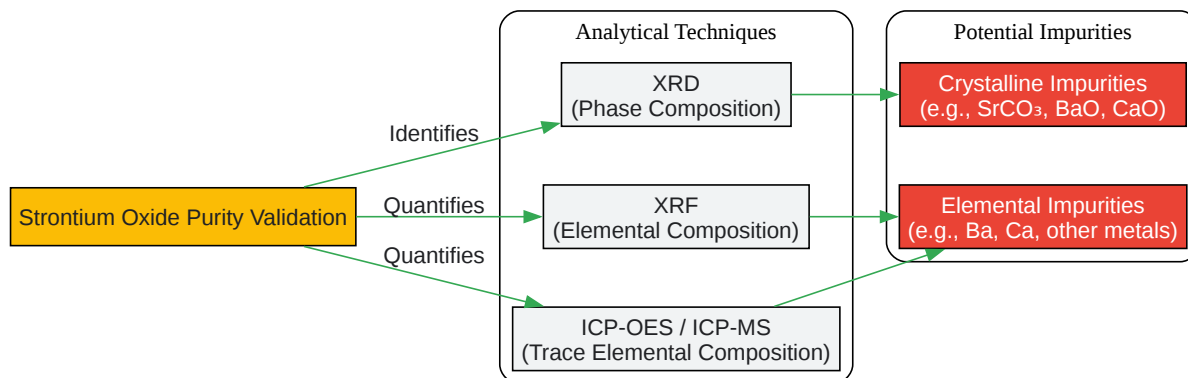 Analytical Techniques
Potential Impurities
XRD
(Phase Composition)
Crystalline Impurities
(e.g., SrCO₃, BaO, CaO)
Identifies
Strontium Oxide Purity Validation
Quantifies
XRF
(Elemental Composition)
Elemental Impurities
(e.g., Ba, Ca, other metals)
Quantifies
ICP-OES / ICP-MS
(Trace Elemental Composition)